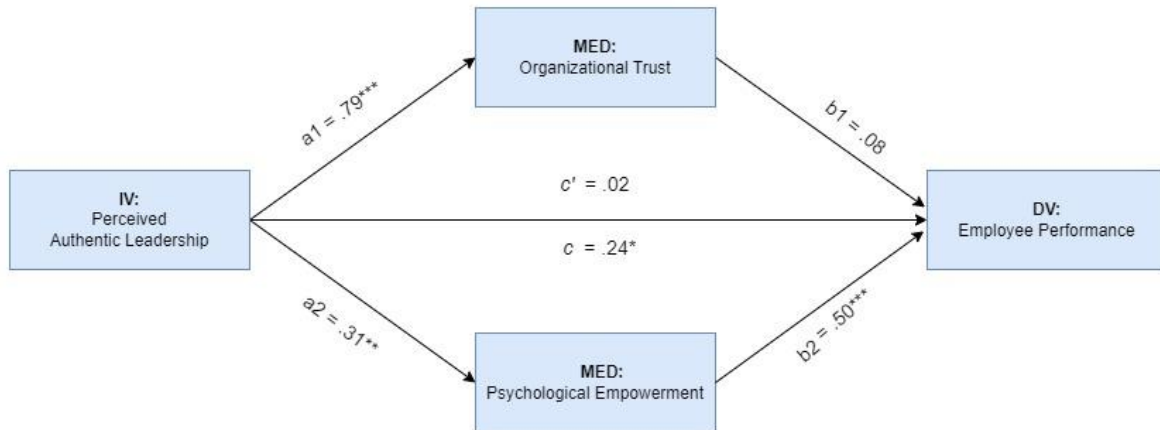 MED:
Organizational Trust
a1 = .79***
b1 = .08
IV:
Perceived
Authentic Leadership
c' = .02
c = .24*
DV:
Employee Performance
a2 = .31**
b2 = .50***
MED:
Psychological Empowerment